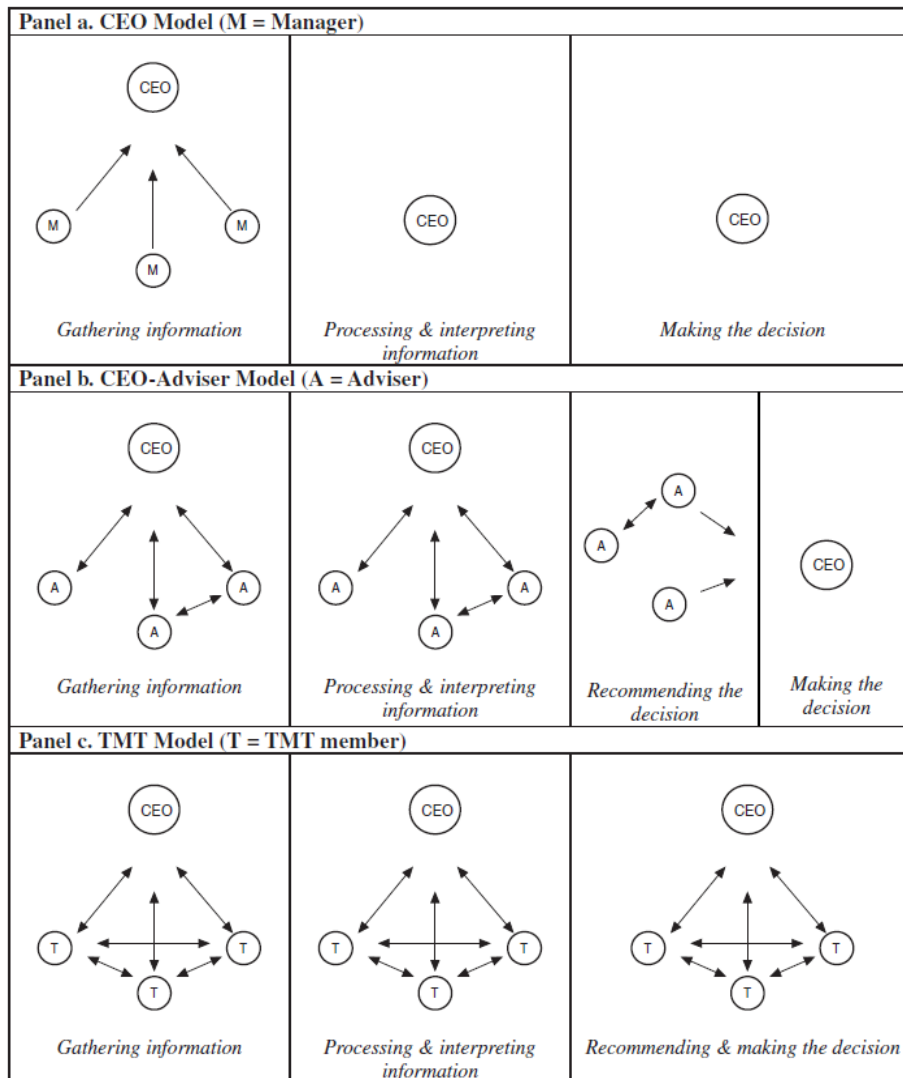 Panel a. CEO Model (M = Manager)
CEO
M
M
M
Gathering information
CEO
Processing & interpreting
information
CEO
Making the decision
Panel b. CEO-Adviser Model (A = Adviser)
CEO
A
A
A
Gathering information
CEO
A
A
A
Processing & interpreting
information
A
A
A
Recommending the
decision
CEO
Making the
decision
Panel c. TMT Model (T = TMT member)
CEO
T
T
T
Gathering information
CEO
T
T
T
Processing & interpreting
information
CEO
T
T
T
Recommending & making the decision